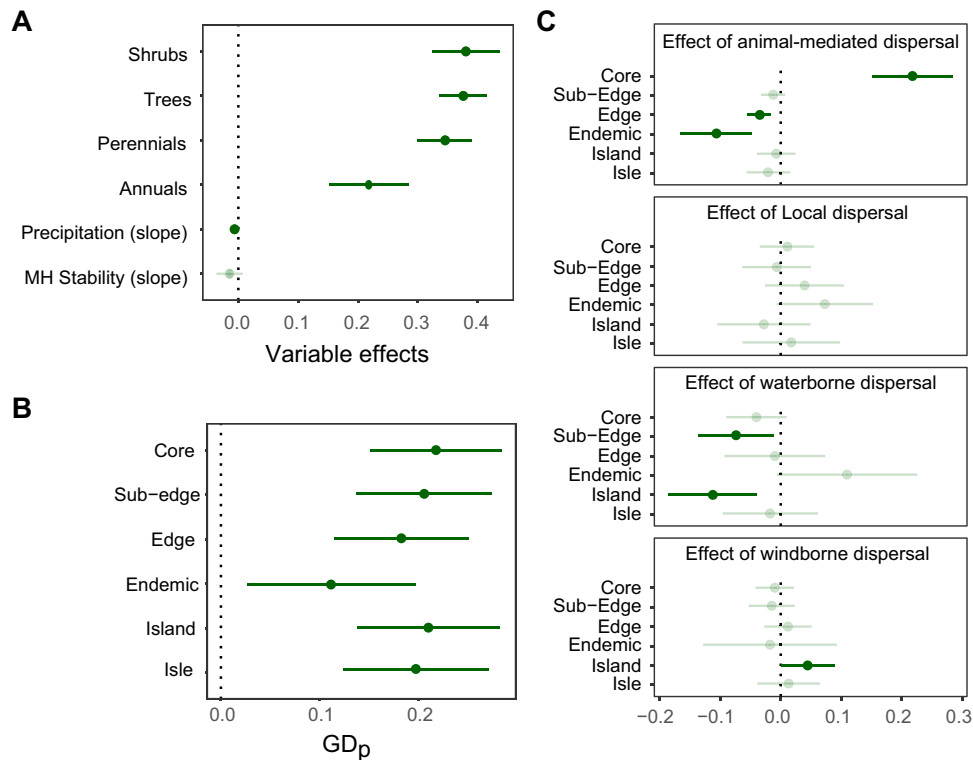 A
Shrubs
Trees
Perennials
Annuals
Precipitation (slope)
MH Stability (slope)
0.0 0.1 0.2 0.3 0.4
Variable effects
B
Core
Sub−edge
Edge
Endemic
Island
Isle
0.0 0.1 0.2
GDp
C
Effect of animal−mediated dispersal
Core
Sub−Edge
Edge
Endemic
Island
Isle
Effect of Local dispersal
Core
Sub−Edge
Edge
Endemic
Island
Isle
Effect of waterborne dispersal
Core
Sub−Edge
Edge
Endemic
Island
Isle
Effect of windborne dispersal
Core
Sub−Edge
Edge
Endemic
Island
Isle
−0.2 −0.1 0.0 0.1 0.2 0.3